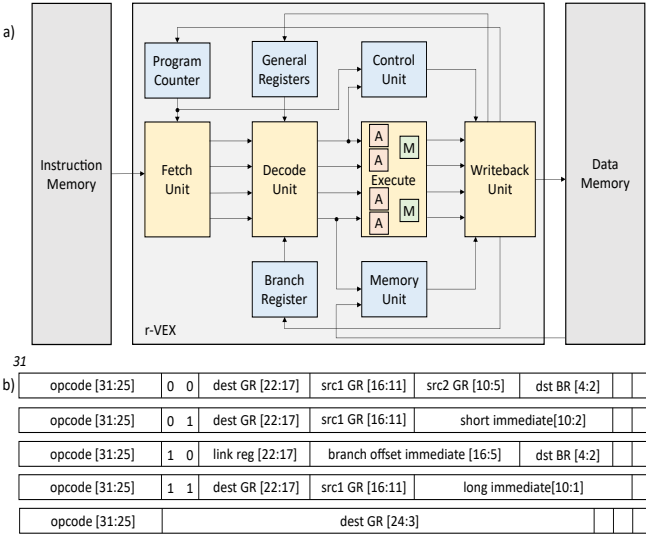 a)
Instruction
Memory
Program
Counter
General
Registers
Control
Unit
Fetch
Unit
Decode
Unit
A
A
M
Execute
A
A
M
Writeback
Unit
Data
Memory
Branch
Register
Memory
Unit
r-VEX
31
b)
opcode [31:25] 0 0 dest GR [22:17] src1 GR [16:11] src2 GR [10:5] dst BR [4:2]
opcode [31:25] 0 1 dest GR [22:17] src1 GR [16:11] short immediate[10:2]
opcode [31:25] 1 0 link reg [22:17] branch offset immediate [16:5] dst BR [4:2]
opcode [31:25] 1 1 dest GR [22:17] src1 GR [16:11] long immediate[10:1]
opcode [31:25] dest GR [24:3]